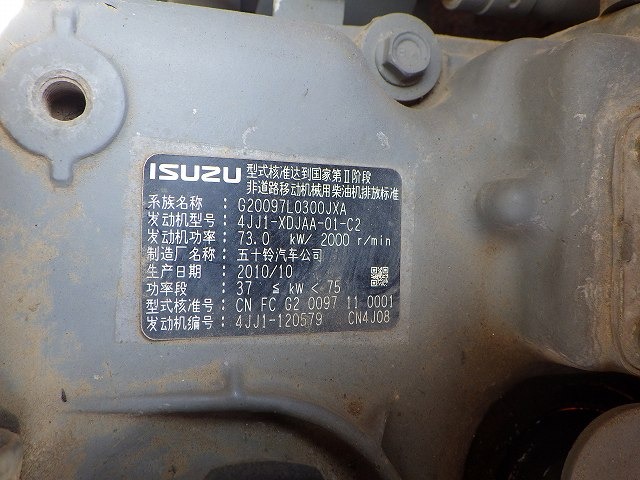 ISUZU
型式核准达到国家第Ⅱ阶段
非道路移动机械用柴油机排放标准
系族名称 : G20097L0300JXA
发动机型号 : 4JJ1-XDJAA-01-C2
发动机功率 : 73.0 kW/ 2000 r/min
制造厂名称 : 五十铃汽车公司
生产日期 : 2010/10
功率段 : 37 ≦ kW < 75
型式核准号 : CN FC G2 0097 11 0001
发动机编号 : 4JJ1-120579 CN4J08